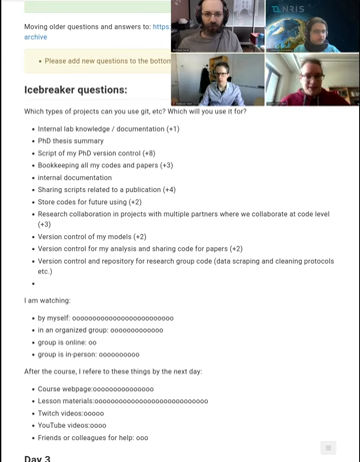 Moving older questions and answers to: https:
archive
Please add new questions to the bottom
Icebreaker questions:
Which types of projects can you use git, etc? Which will you use it for?
Internal lab knowledge / documentation (+1)
PhD thesis summary
Script of my PhD version control (+8)
Bookkeeping all my codes and papers (+3)
internal documentation
Sharing scripts related to a publication (+4)
Store codes for future using (+2)
Research collaboration in projects with multiple partners where we collaborate at code level
(+3)
Version control of my models (+2)
Version control for my analysis and sharing code for papers (+2)
Version control and repository for research group code (data scraping and cleaning protocols
etc.)
I am watching:
by myself: oooooooooooooooooooooooo
in an organized group: ooooooooooooo
group is online: oo
group is in-person: oooooooooo
After the course, I refere to these things by the next day:
Course webpage:ooooooooooooooo
Lesson materials:ooooooooooooooooooooooooooo
Twitch videos:ooooo
YouTube videos:oooo
Friends or colleagues for help: ooo
Day 3